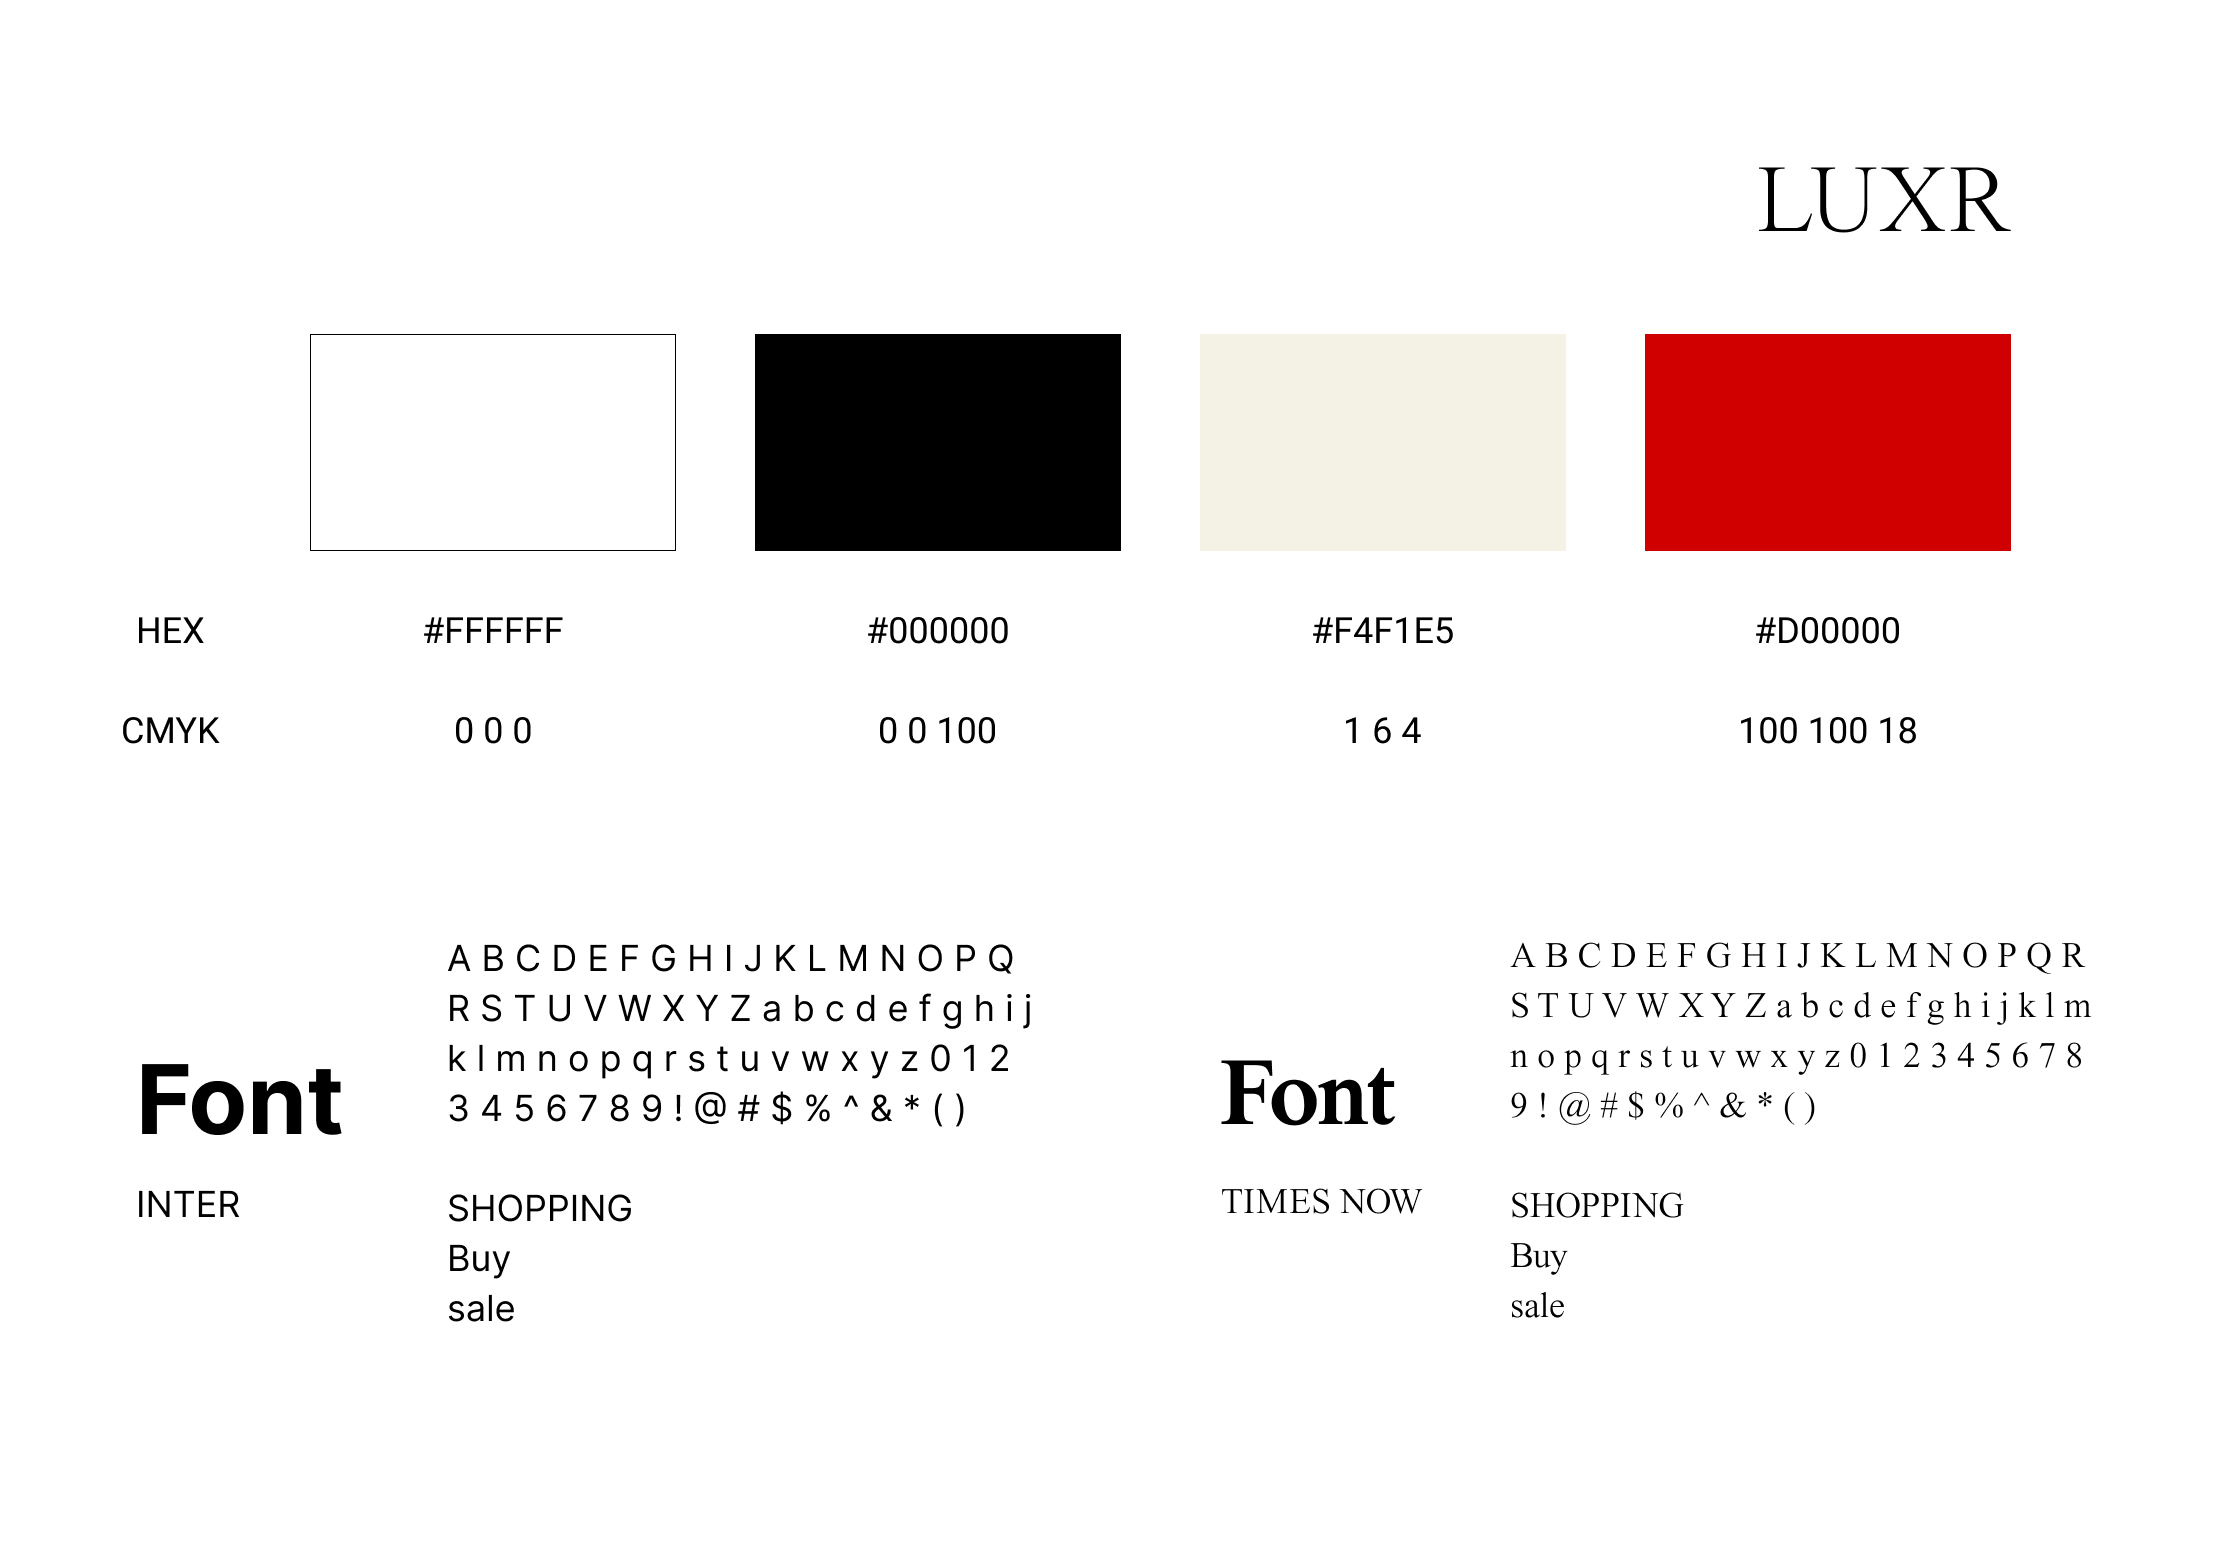 LUXR
HEX #FFFFFF #000000 #F4F1E5 #D00000
CMYK 0 0 0 0 0 100 1 6 4 100 100 18
Font
INTER
A B C D E F G H I J K L M N O P Q
R S T U V W X Y Z a b c d e f g h i j
k l m n o p q r s t u v w x y z 0 1 2
3 4 5 6 7 8 9 ! @ # $ % ^ & * ( )
SHOPPING
Buy
sale
Font
TIMES NOW
A B C D E F G H I J K L M N O P Q R
S T U V W X Y Z a b c d e f g h i j k l m
n o p q r s t u v w x y z 0 1 2 3 4 5 6 7 8
9 ! @ # $ % ^ & * ( )
SHOPPING
Buy
sale